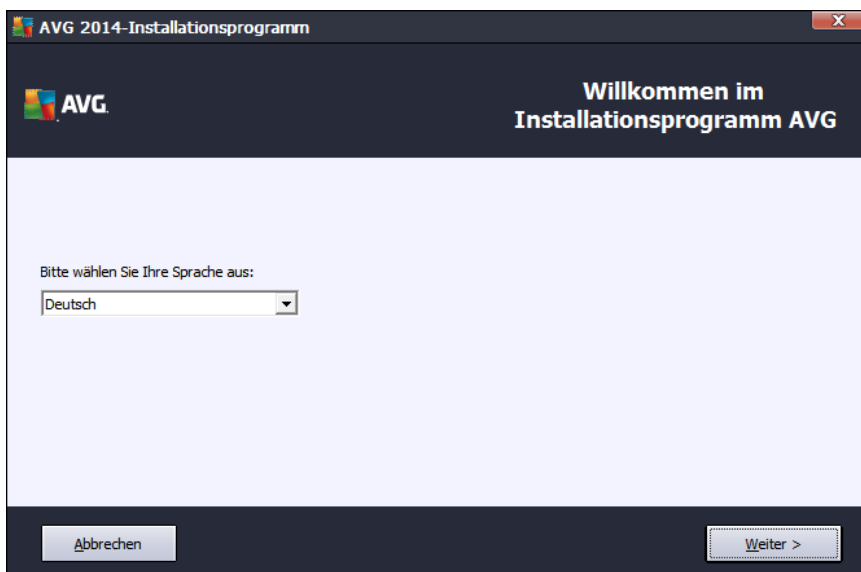 AVG 2014-Installationsprogramm
AVG.
Willkommen im
Installationsprogramm AVG
Bitte wählen Sie Ihre Sprache aus:
Deutsch
Abbrechen
Weiter >